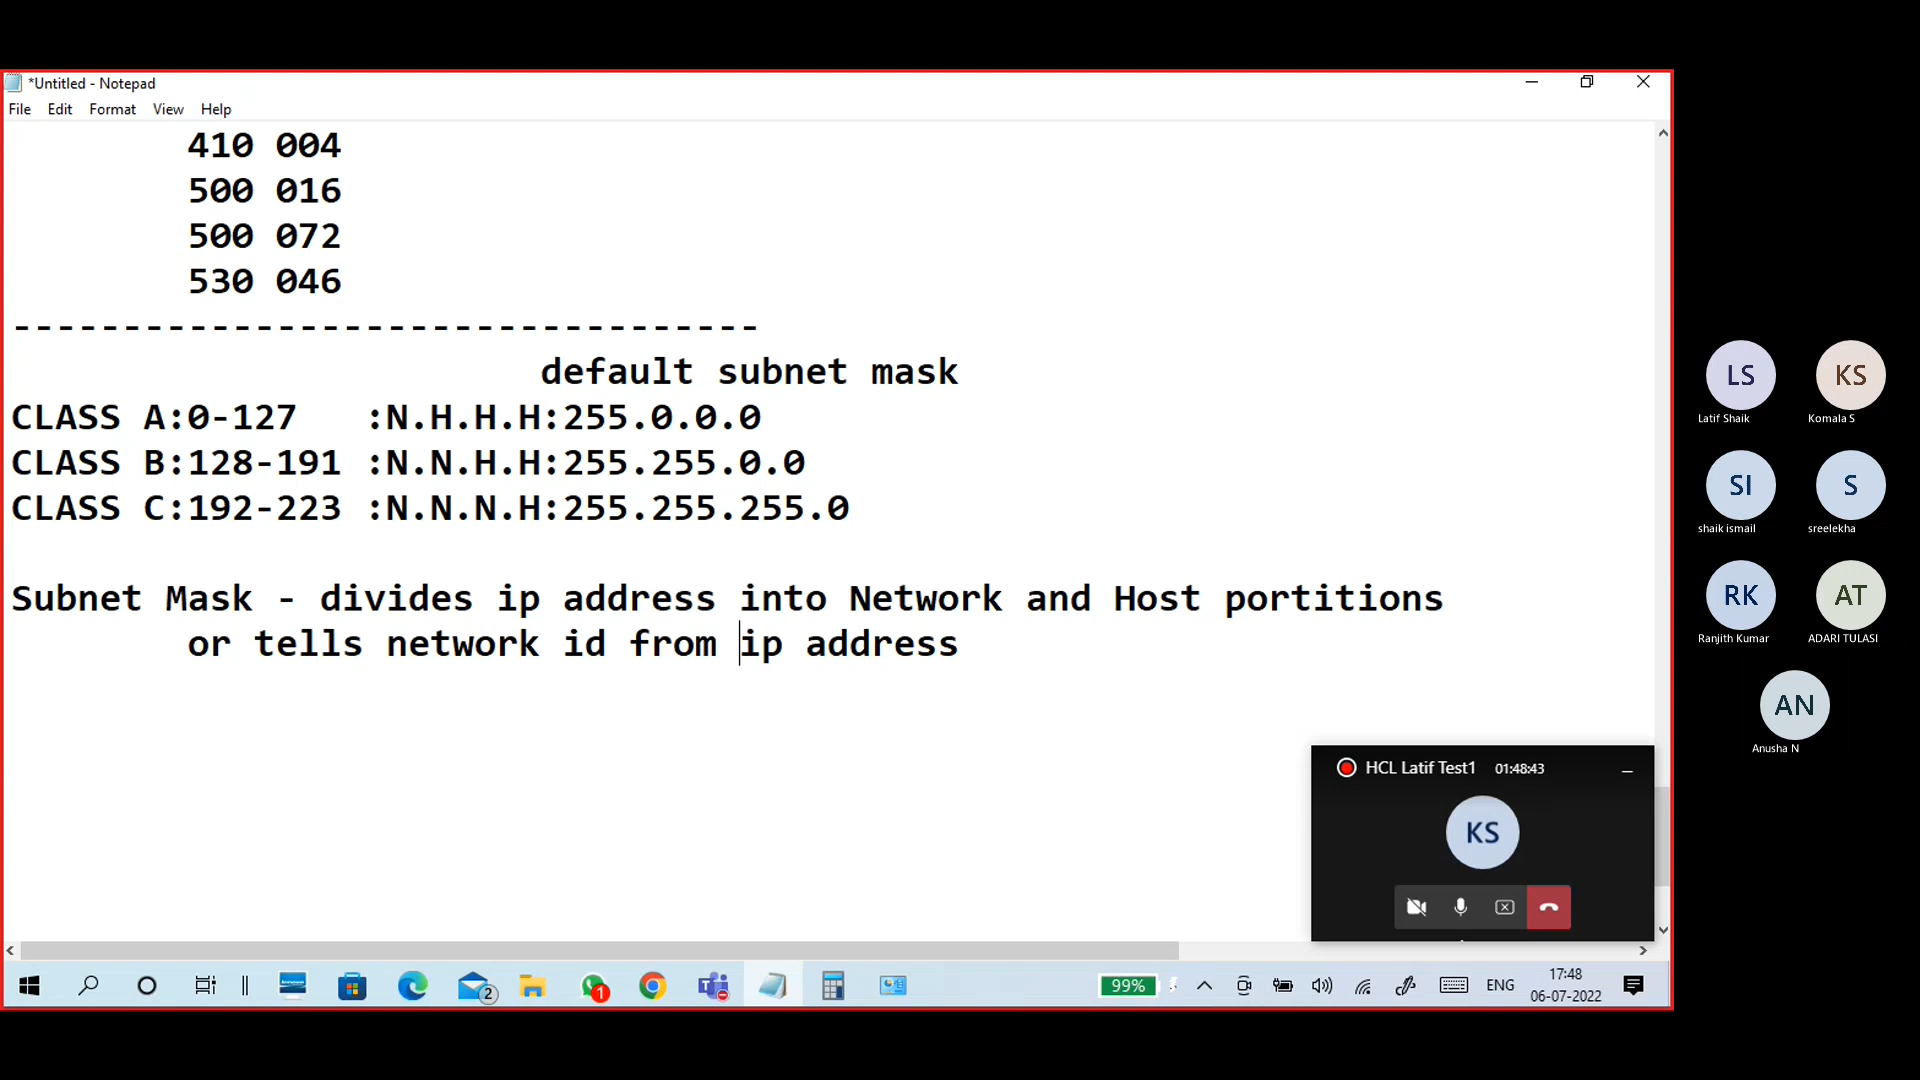 *Untitled - Notepad
File Edit Format View Help
410 004
500 016
500 072
530 046
----------------------------------
default subnet mask
CLASS A:0-127 :N.H.H.H:255.0.0.0
CLASS B:128-191 :N.N.H.H:255.255.0.0
CLASS C:192-223 :N.N.N.H:255.255.255.0
Subnet Mask - divides ip address into Network and Host portitions
or tells network id from ip address
LS
Latif Shaik
KS
Komala S
SI
shaik ismail
S
sreelekha
RK
Ranjith Kumar
AT
ADARI TULASI
AN
Anusha N
HCL Latif Test1 01:48:43
KS
2
1
99%
ENG
17:48
06-07-2022